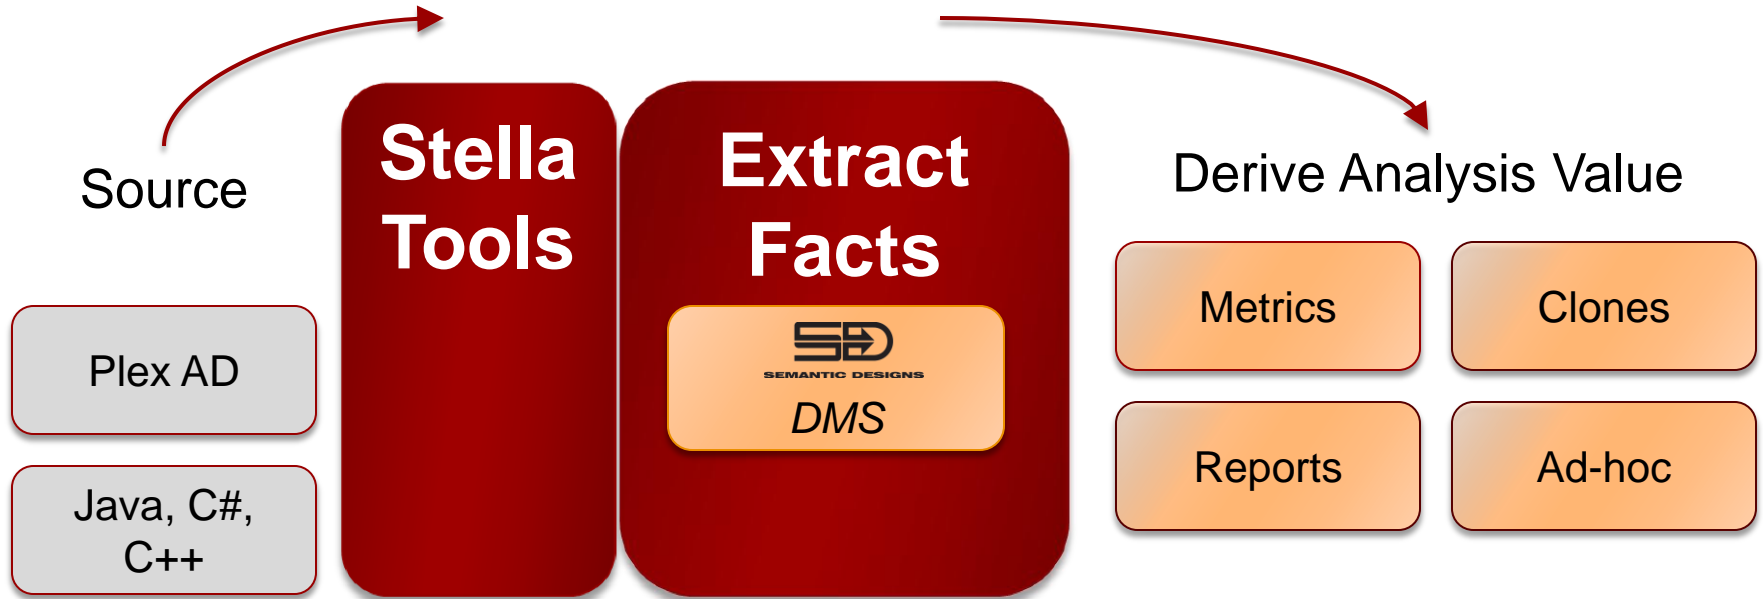 Source
Plex AD
Java, C#,
C++
Stella
Tools
Extract
Facts
SD
SEMANTIC DESIGNS
DMS
Derive Analysis Value
Metrics
Clones
Reports
Ad-hoc